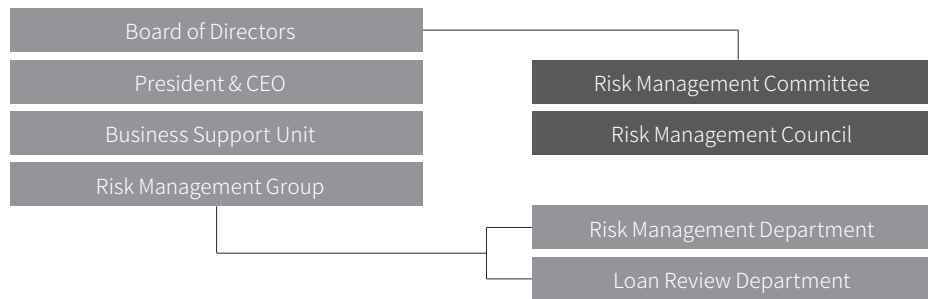 Board of Directors
President & CEO
Risk Management Committee
Business Support Unit
Risk Management Council
Risk Management Group
Risk Management Department
Loan Review Department